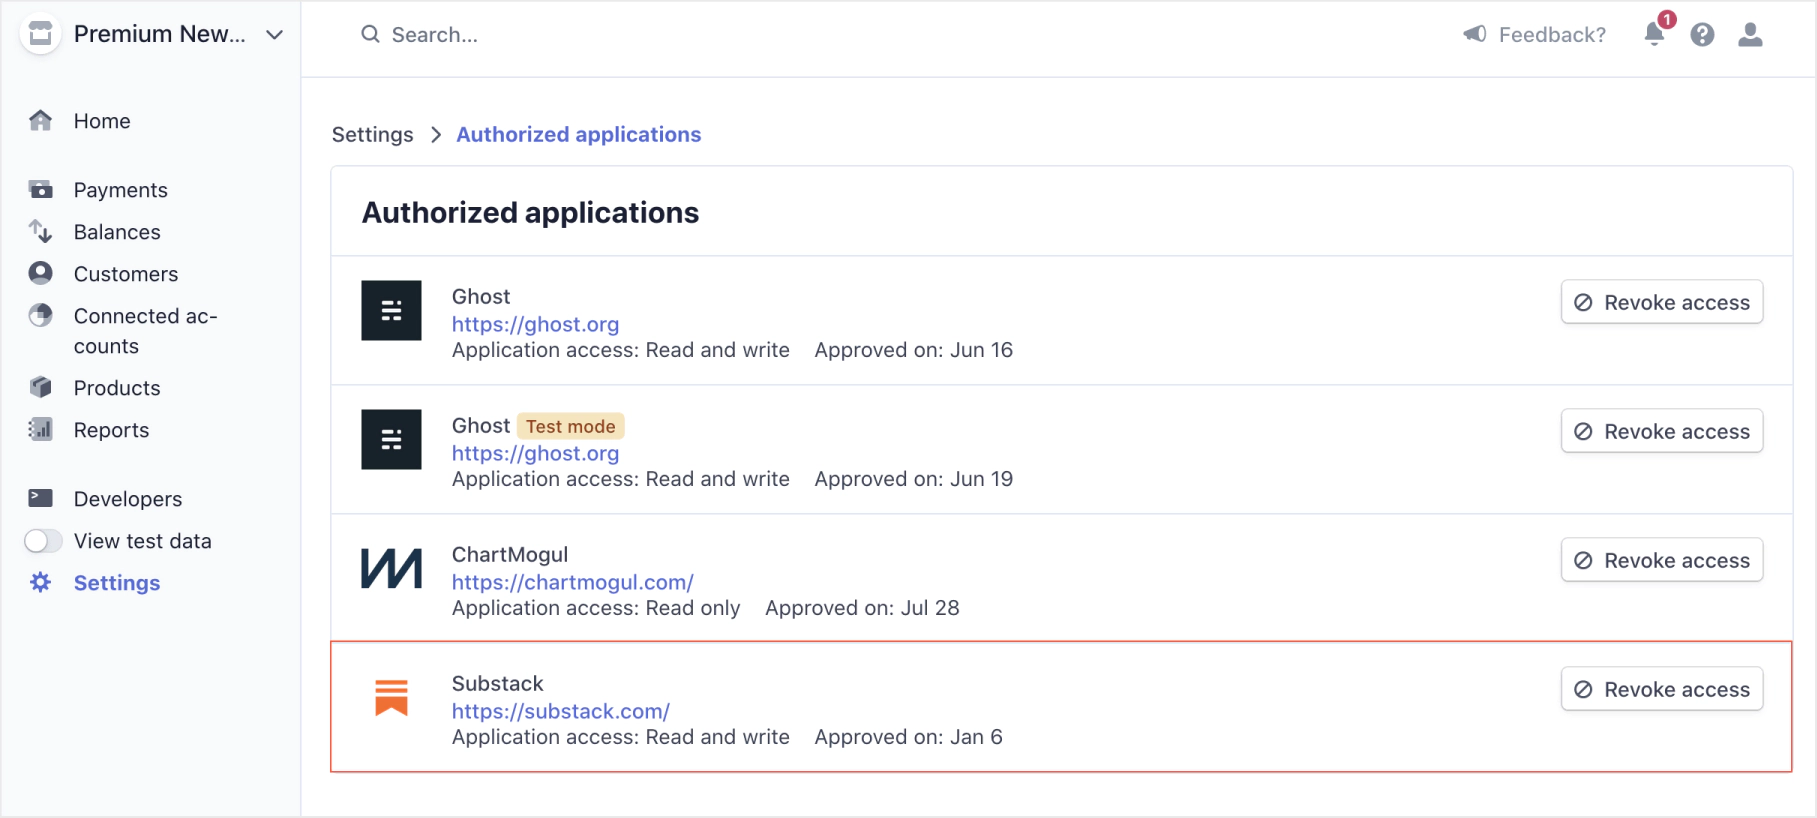 Premium New...
Search...
Feedback?
1
Home
Payments
Balances
Customers
Connected ac-
counts
Products
Reports
Developers
View test data
Settings
Settings > Authorized applications
Authorized applications
Ghost
https://ghost.org
Application access: Read and write Approved on: Jun 16
Revoke access
Ghost Test mode
https://ghost.org
Application access: Read and write Approved on: Jun 19
Revoke access
ChartMogul
https://chartmogul.com/
Application access: Read only Approved on: Jul 28
Revoke access
Substack
https://substack.com/
Application access: Read and write Approved on: Jan 6
Revoke access